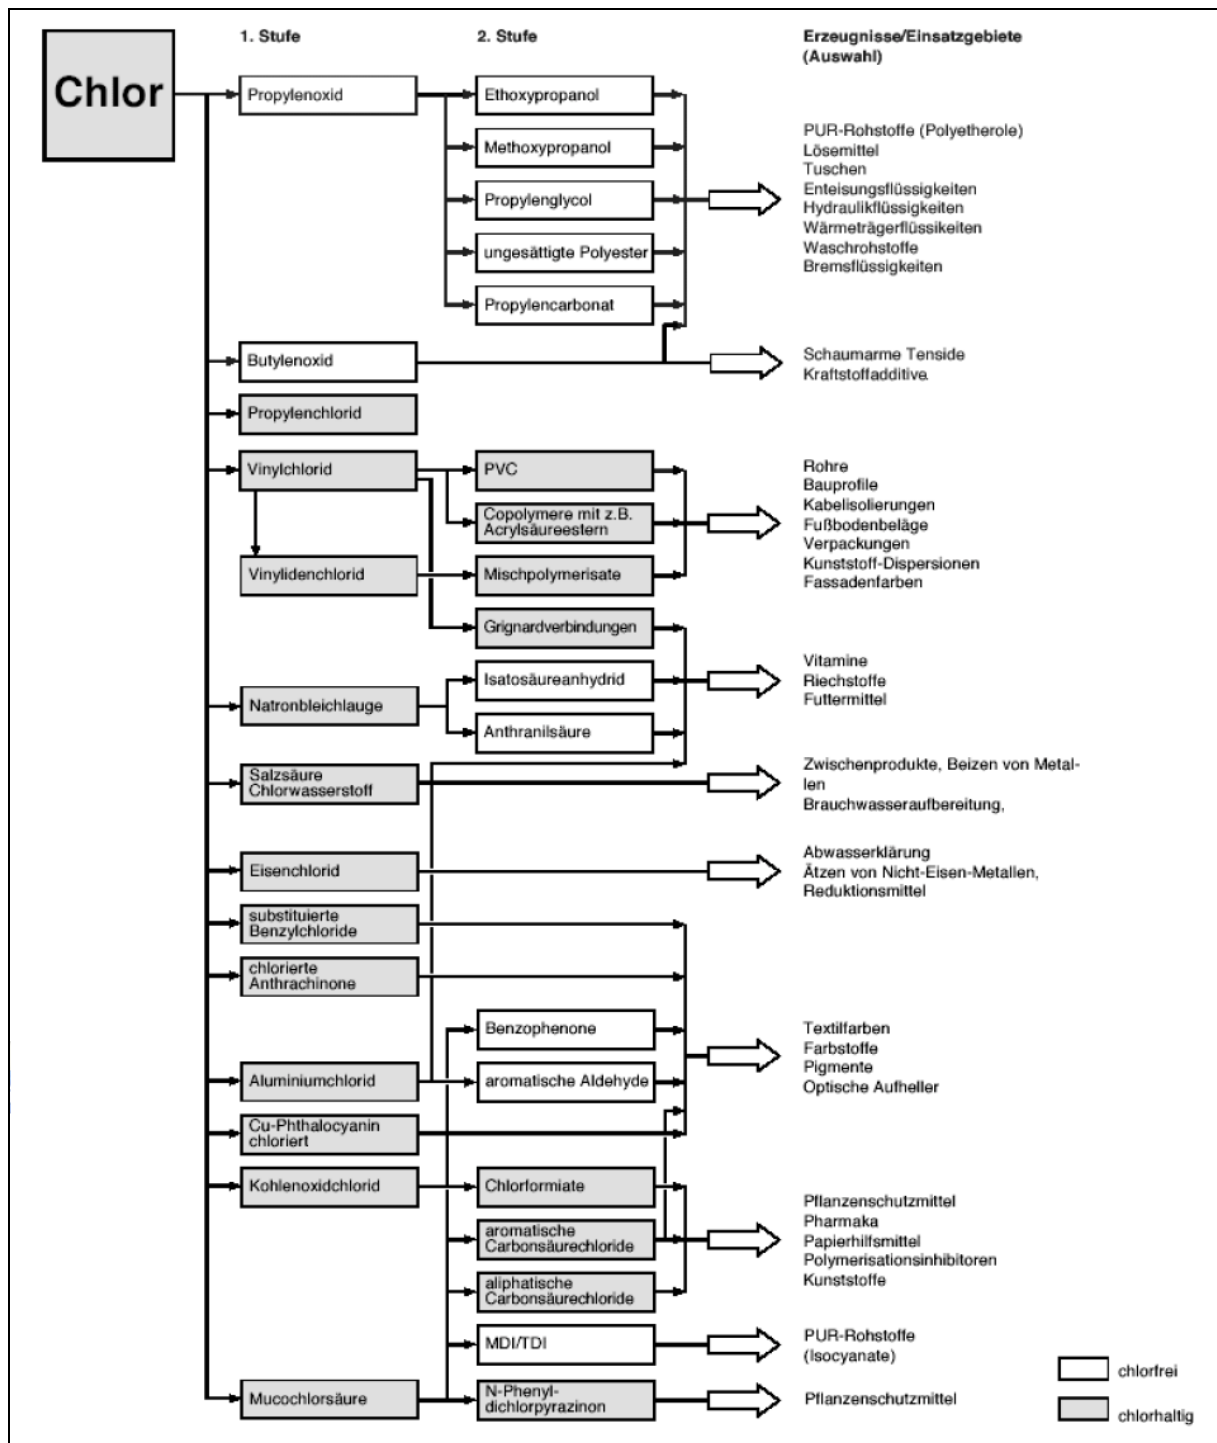 Chlor
1. Stufe
2. Stufe
Erzeugnisse/Einsatzgebiete
(Auswahl)
Propylenoxid
Ethoxypropanol
Methoxypropanol
Propylenglycol
ungesättigte Polyester
Propylencarbonat
PUR-Rohstoffe (Polyetherole)
Lösemittel
Tuschen
Enteisungsflüssigkeiten
Hydraulikflüssigkeiten
Wärmeträgerflüssikeiten
Waschrohstoffe
Bremsflüssigkeiten
Butylenoxid
Schaumarme Tenside
Kraftstoffadditive.
Propylenchlorid
Vinylchlorid
PVC
Copolymere mit z.B.
Acrylsäureestern
Vinylidenchlorid
Mischpolymerisate
Rohre
Bauprofile
Kabelisolierungen
Fußbodenbeläge
Verpackungen
Kunststoff-Dispersionen
Fassadenfarben
Grignardverbindungen
Natronbleichlauge
Isatosäureanhydrid
Anthranilsäure
Vitamine
Riechstoffe
Futtermittel
Salzsäure
Chlorwasserstoff
Zwischenprodukte, Beizen von Metal-
len
Brauchwasseraufbereitung,
Eisenchlorid
Abwasserklärung
Ätzen von Nicht-Eisen-Metallen,
Reduktionsmittel
substituierte
Benzylchloride
chlorierte
Anthrachinone
Benzophenone
Aluminiumchlorid
aromatische Aldehyde
Textilfarben
Farbstoffe
Pigmente
Optische Aufheller
Cu-Phthalocyanin
chloriert
Kohlenoxidchlorid
Chlorformiate
aromatische
Carbonsäurechloride
aliphatische
Carbonsäurechloride
Pflanzenschutzmittel
Pharmaka
Papierhilfsmittel
Polymerisationsinhibitoren
Kunststoffe
MDI/TDI
PUR-Rohstoffe
(Isocyanate)
Mucochlorsäure
N-Phenyl-
dichlorpyrazinon
Pflanzenschutzmittel
chlorfrei
chlorhaltig